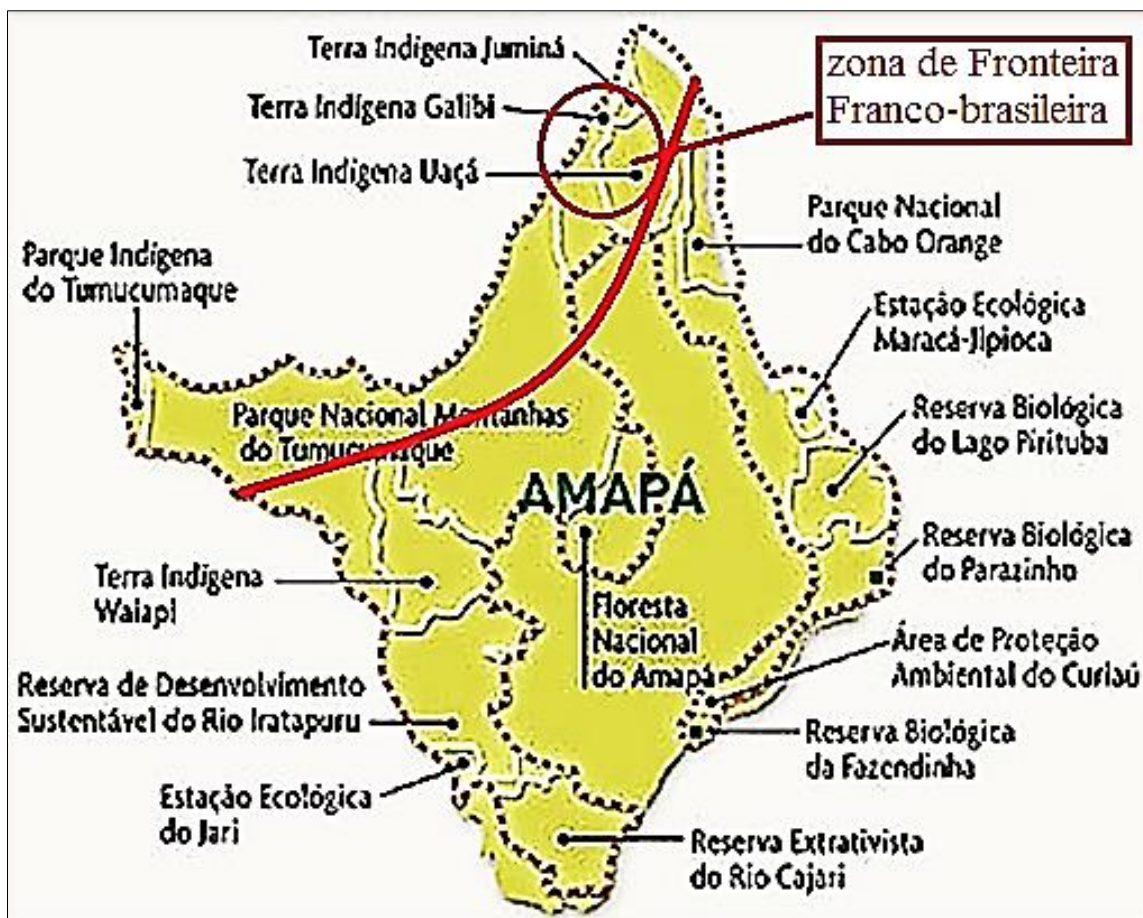 Terra Indígena Juminá
Terra Indígena Galibi
Terra Indígena Uaçá
zona de Fronteira
Franco-brasileira
Parque Nacional
do Cabo Orange
Parque Indígena
do Tumucumaque
Estação Ecológica
Maracá-Jipioca
Parque Nacional Montanhas
do Tumucumaque
Reserva Biológica
do Lago Pirituba
AMAPÁ
Reserva Biológica
do Parazinho
Terra Indígena
Waiapi
Floresta
Nacional
do Amapá
Área de Proteção
Ambiental do Curiaú
Reserva de Desenvolvimento
Sustentável do Rio Iratapuru
Reserva Biológica
da Fazendinha
Estação Ecológica
do Jari
Reserva Extrativista
do Rio Cajari